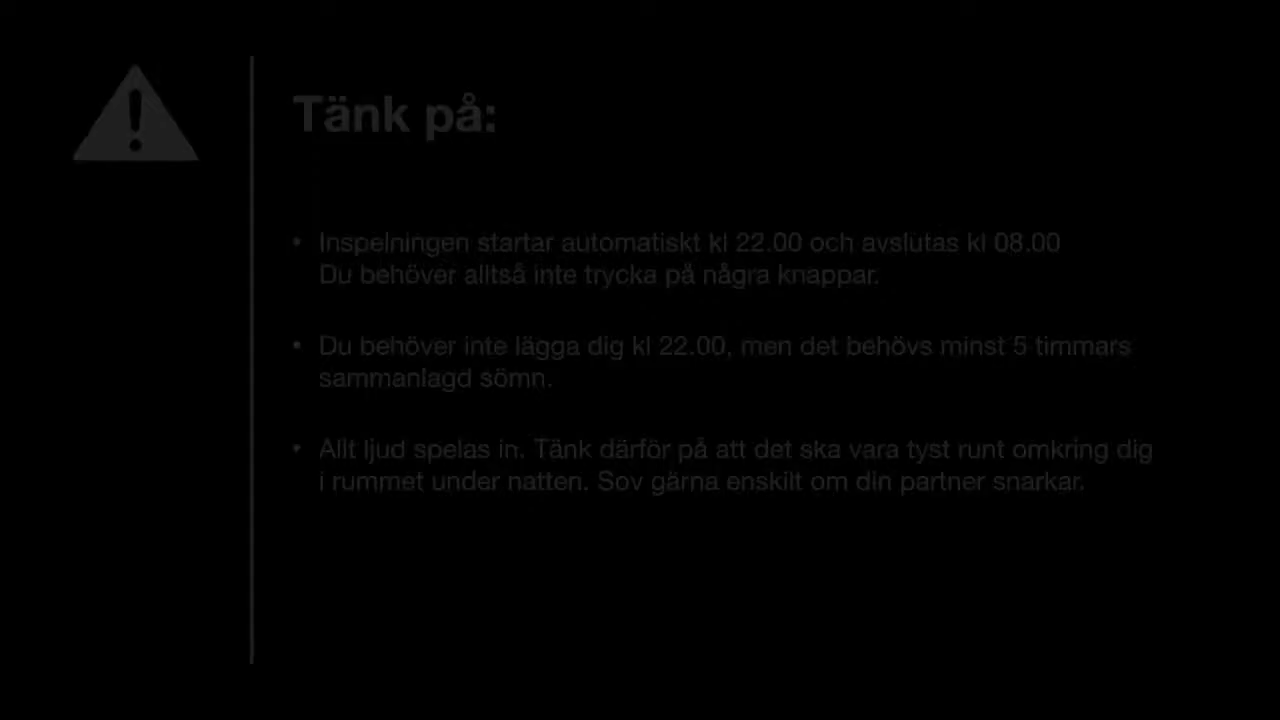 Tänk på:
• Inspelningen startar automatiskt kl 22.00 och avslutas kl 08.00
Du behöver alltså inte trycka på några knappar.
• Du behöver inte lägga dig kl 22.00, men det behövs minst 5 timmars
sammanlagd sömn.
• Allt ljud spelas in. Tänk därför på att det ska vara tyst runt omkring dig
i rummet under natten. Sov gärna enskilt om din partner snarkar.